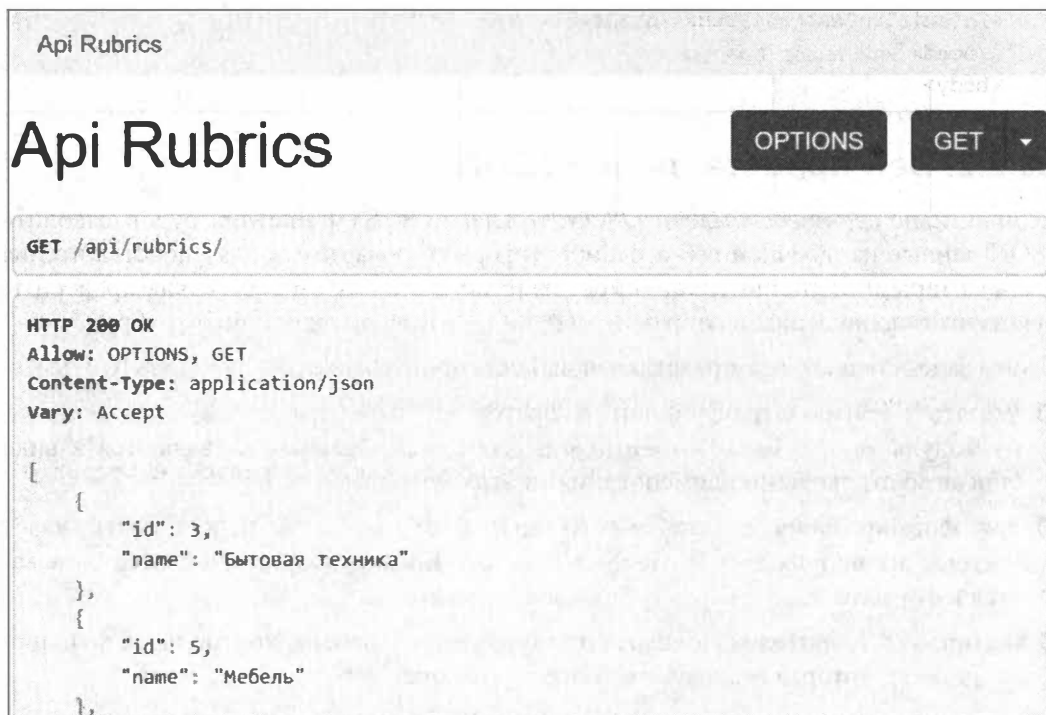 Api Rubrics
Api Rubrics
OPTIONS
GET
GET /api/rubrics/
HTTP 200 OK
Allow: OPTIONS, GET
Content-Type: application/json
Vary: Accept
[
{
"id": 3,
"name": "Бытовая техника"
},
{
"id": 5,
"name": "Мебель"
},